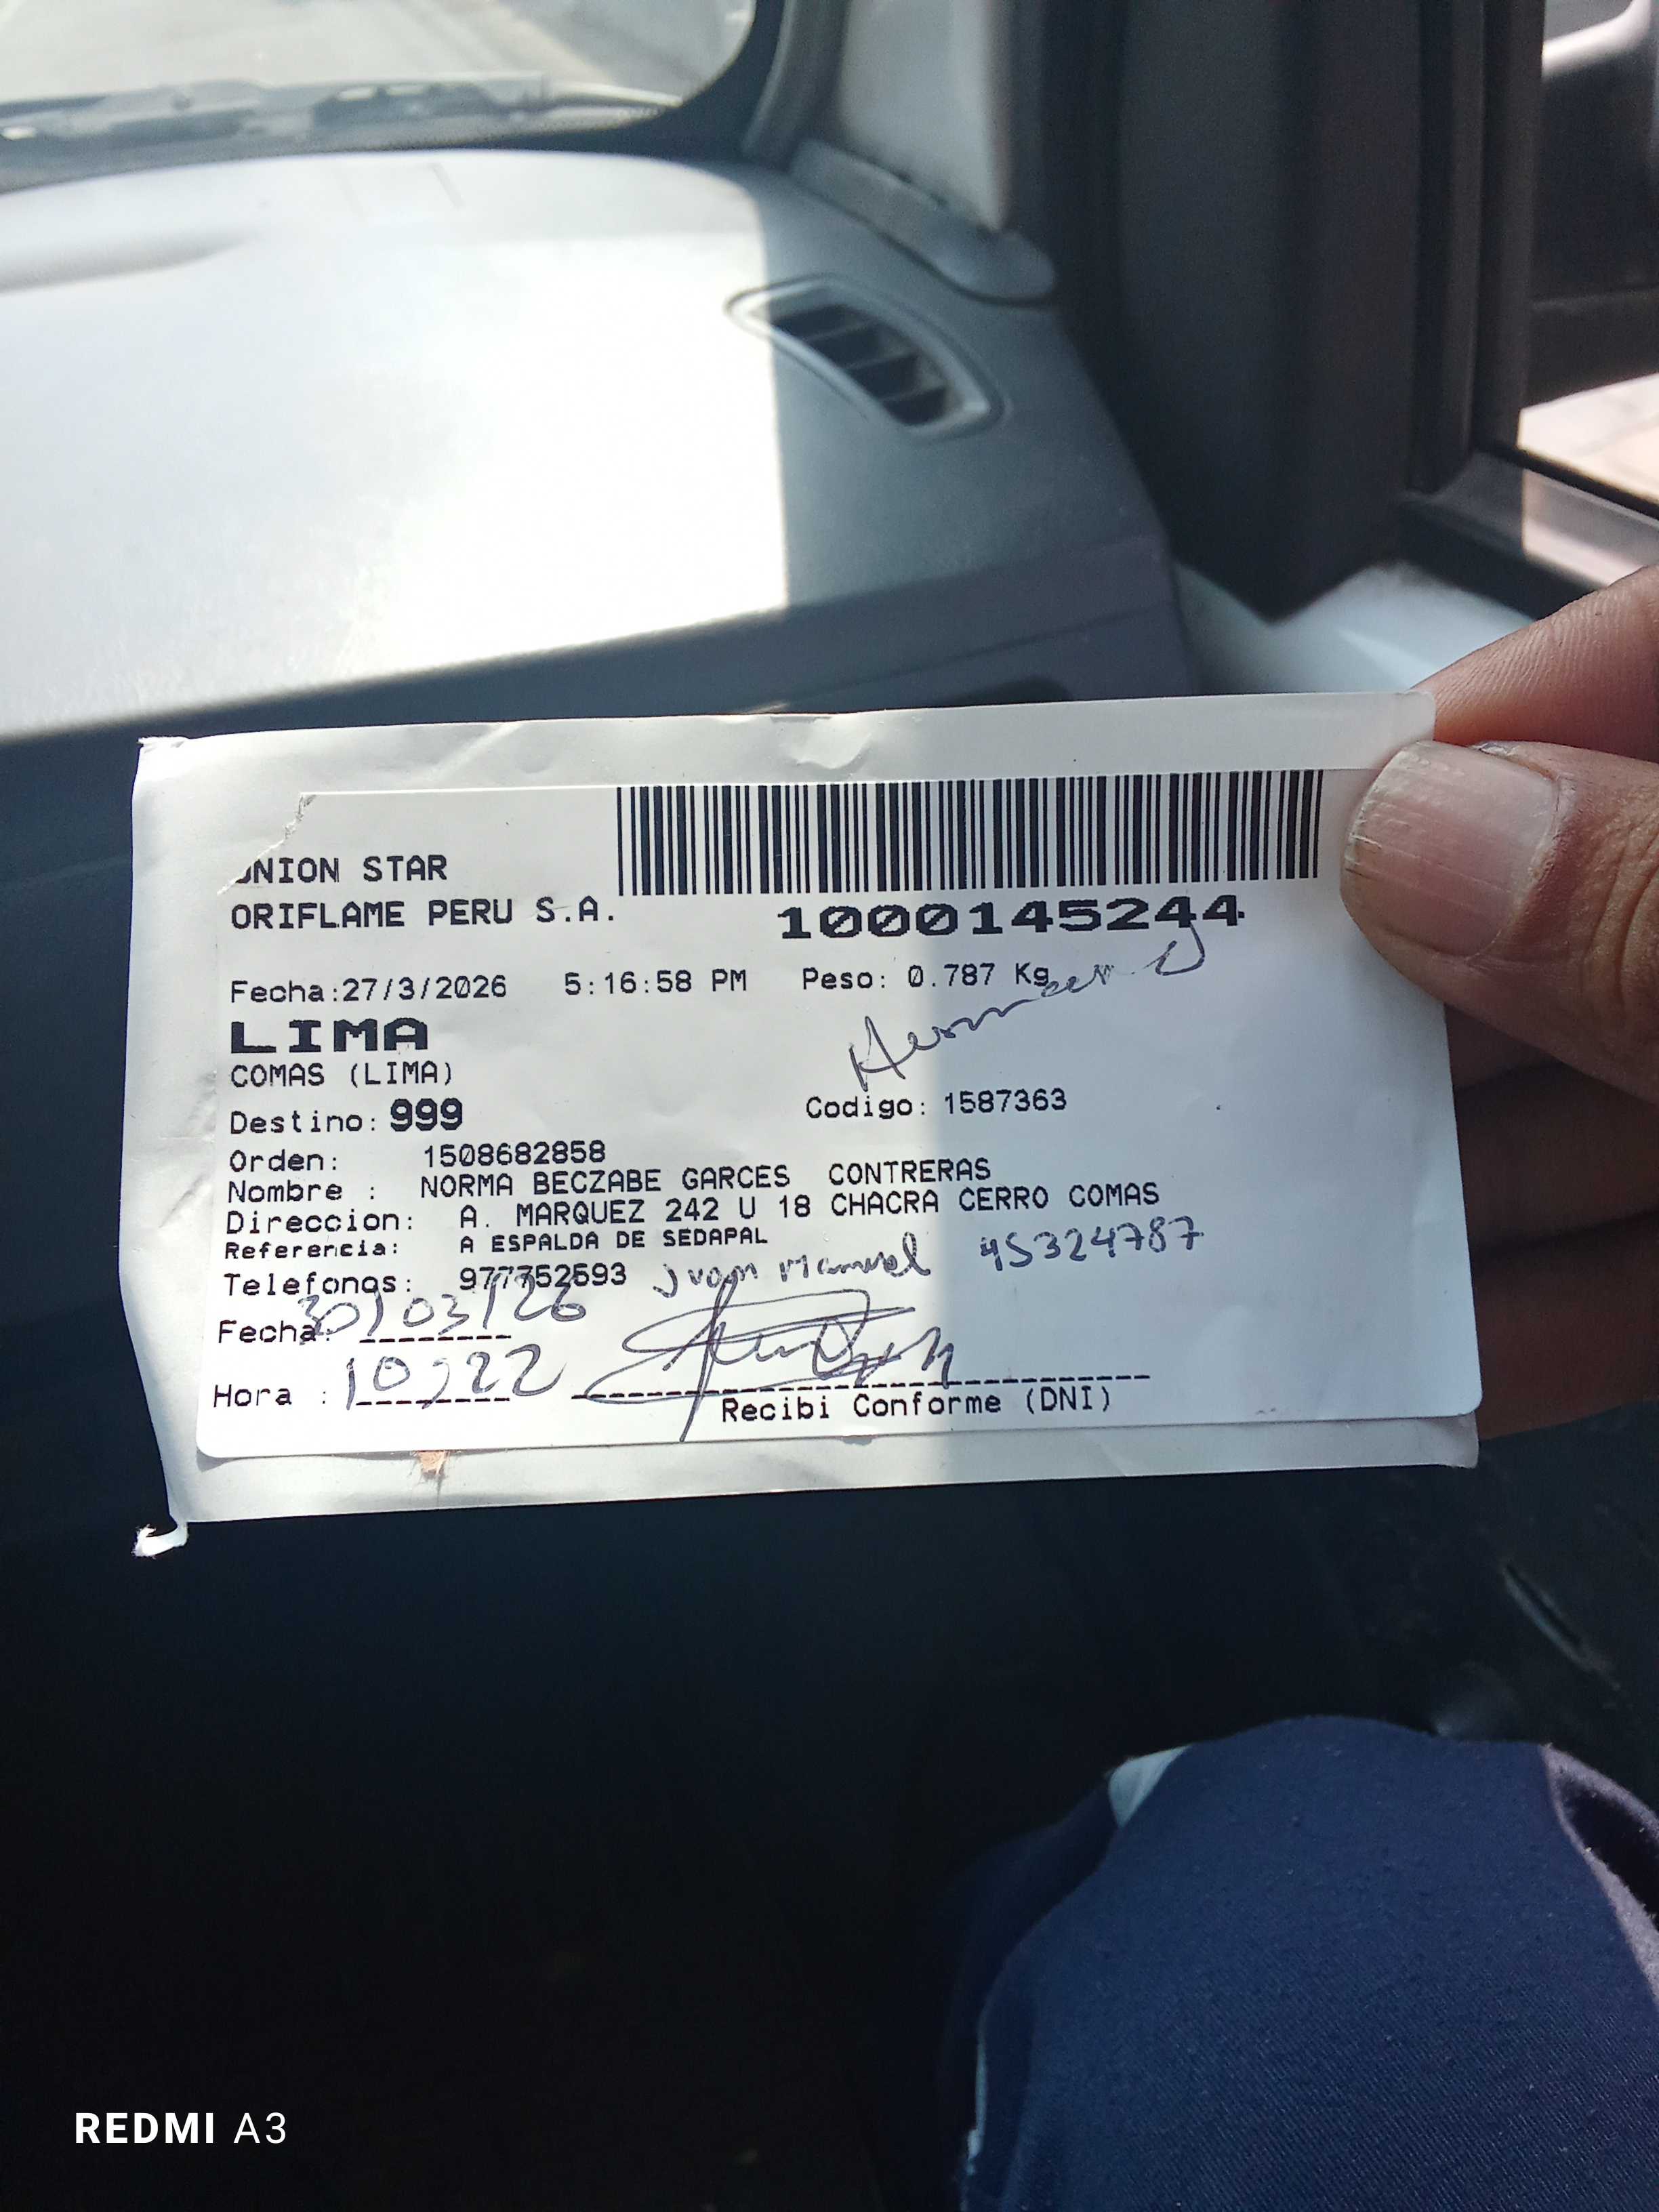 UNION STAR
ORIFLAME PERU S.A.
1000145244
Fecha:27/3/2026 5:16:58 PM Peso: 0.787 Kg
LIMA
COMAS (LIMA)
Destino: 999 Codigo: 1587363
Orden: 1508682858
Nombre : NORMA BECZABE GARCES CONTRERAS
Direccion: A. MARQUEZ 242 U 18 CHACRA CERRO COMAS
Referencia: A ESPALDA DE SEDAPAL
Telefonos: 977752593 Juan Manuel 45324787
Fecha: 30/03/26
Hora : 10:22
Recibi Conforme (DNI)
REDMI A3